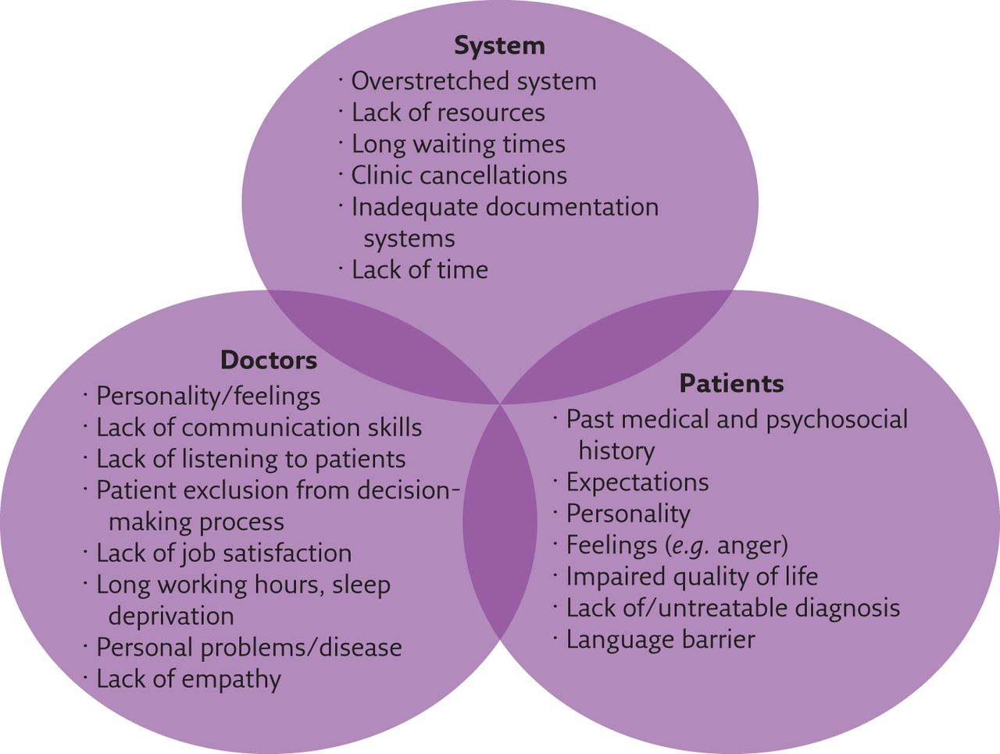 System
· Overstretched system
· Lack of resources
· Long waiting times
· Clinic cancellations
· Inadequate documentation
systems
· Lack of time
Doctors
· Personality/feelings
· Lack of communication skills
· Lack of listening to patients
· Patient exclusion from decision-
making process
· Lack of job satisfaction
· Long working hours, sleep
deprivation
· Personal problems/disease
· Lack of empathy
Patients
· Past medical and psychosocial
history
· Expectations
· Personality
· Feelings (e.g. anger)
· Impaired quality of life
· Lack of/untreatable diagnosis
· Language barrier